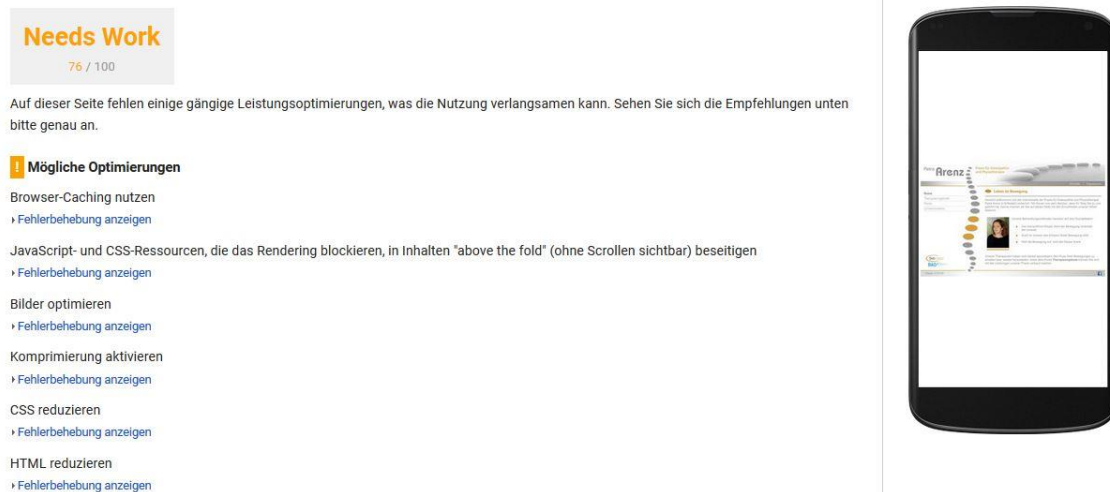 Needs Work
76 / 100
Auf dieser Seite fehlen einige gängige Leistungsoptimierungen, was die Nutzung verlangsamen kann. Sehen Sie sich die Empfehlungen unten
bitte genau an.
! Mögliche Optimierungen
Browser-Caching nutzen
Fehlerbehebung anzeigen
JavaScript- und CSS-Ressourcen, die das Rendering blockieren, in Inhalten "above the fold" (ohne Scrollen sichtbar) beseitigen
Fehlerbehebung anzeigen
Bilder optimieren
Fehlerbehebung anzeigen
Komprimierung aktivieren
Fehlerbehebung anzeigen
CSS reduzieren
Fehlerbehebung anzeigen
HTML reduzieren
Fehlerbehebung anzeigen
Arenz